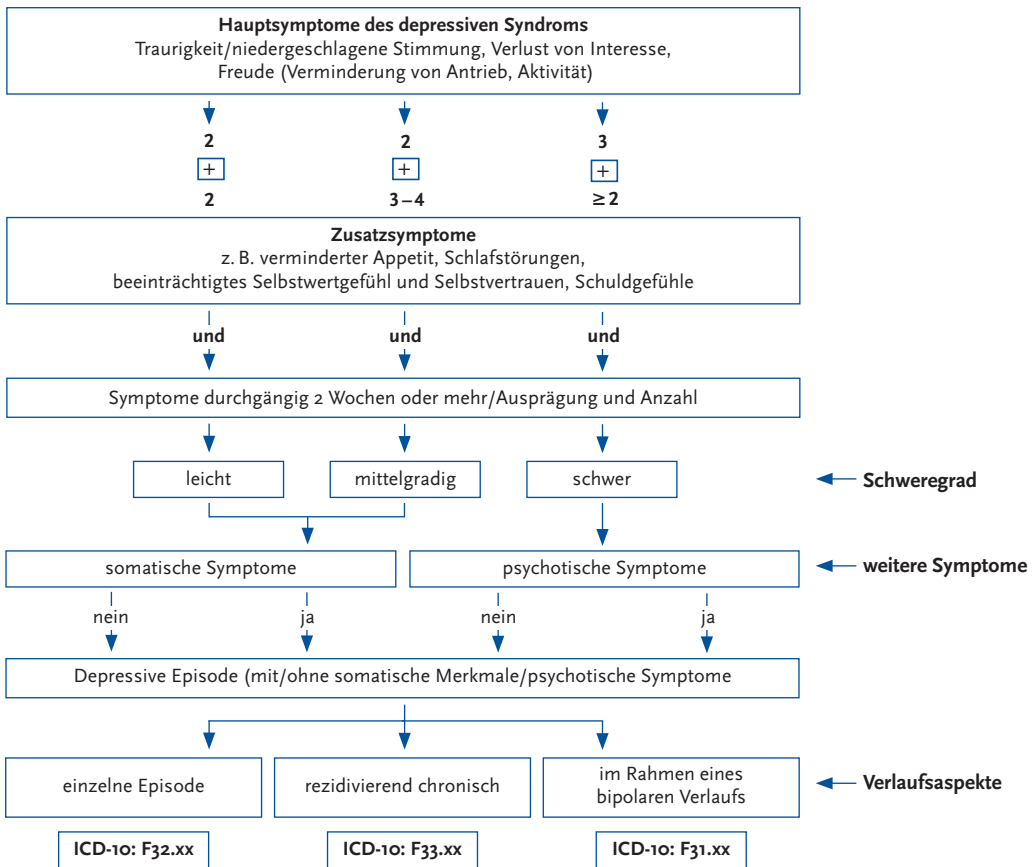 Hauptsymptome des depressiven Syndroms
Traurigkeit/niedergeschlagene Stimmung, Verlust von Interesse,
Freude (Verminderung von Antrieb, Aktivität)
2 2 3
+ + +
2 3–4 ≥2
Zusatzsymptome
z. B. verminderter Appetit, Schlafstörungen,
beeinträchtigtes Selbstwertgefühl und Selbstvertrauen, Schuldgefühle
und und und
Symptome durchgängig 2 Wochen oder mehr/Ausprägung und Anzahl
leicht mittelgradig schwer Schweregrad
somatische Symptome psychotische Symptome weitere Symptome
nein ja nein ja
Depressive Episode (mit/ohne somatische Merkmale/psychotische Symptome
einzelne Episode rezidivierend chronisch im Rahmen eines
bipolaren Verlaufs Verlaufsaspekte
ICD-10: F32.xx ICD-10: F33.xx ICD-10: F31.xx